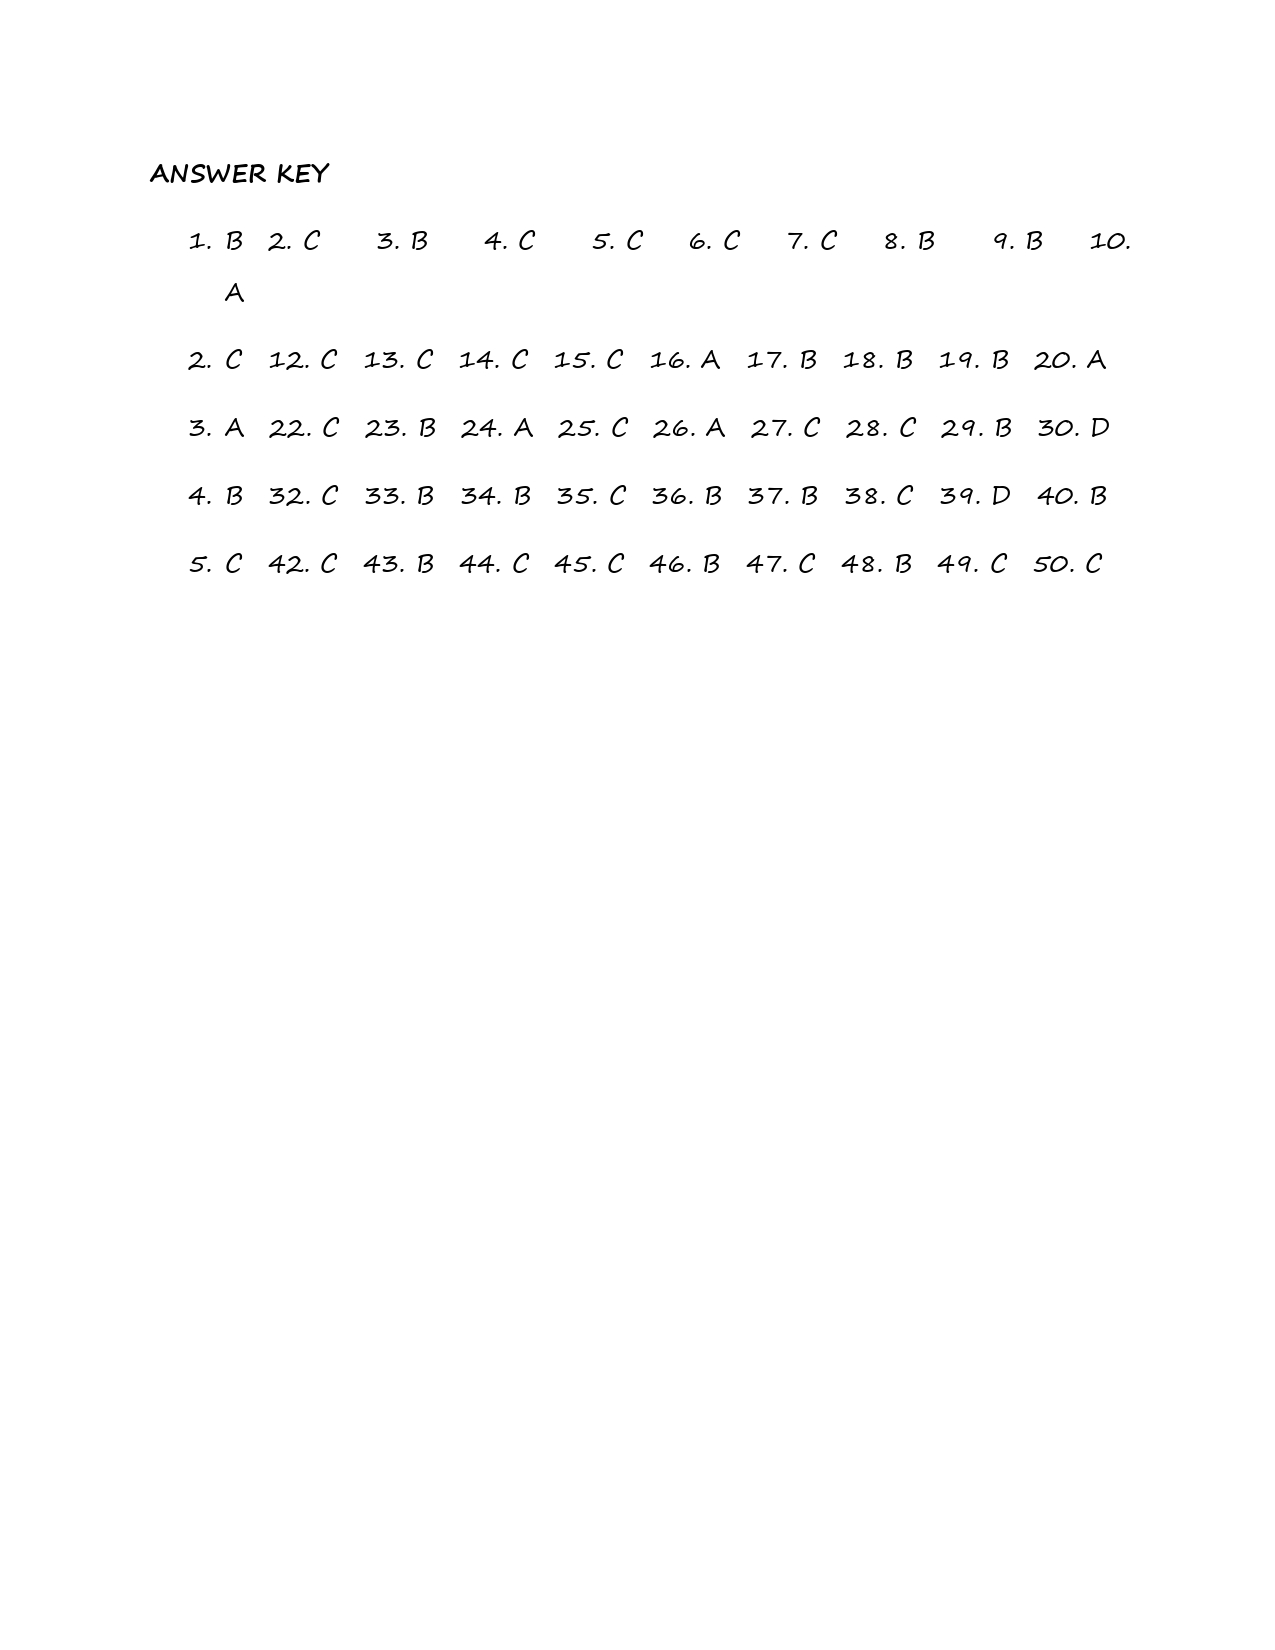 ANSWER KEY
1. B 2. C 3. B 4. C 5. C 6. C 7. C 8. B 9. B 10.
A
2. C 12. C 13. C 14. C 15. C 16. A 17. B 18. B 19. B 20. A
3. A 22. C 23. B 24. A 25. C 26. A 27. C 28. C 29. B 30. D
4. B 32. C 33. B 34. B 35. C 36. B 37. B 38. C 39. D 40. B
5. C 42. C 43. B 44. C 45. C 46. B 47. C 48. B 49. C 50. C